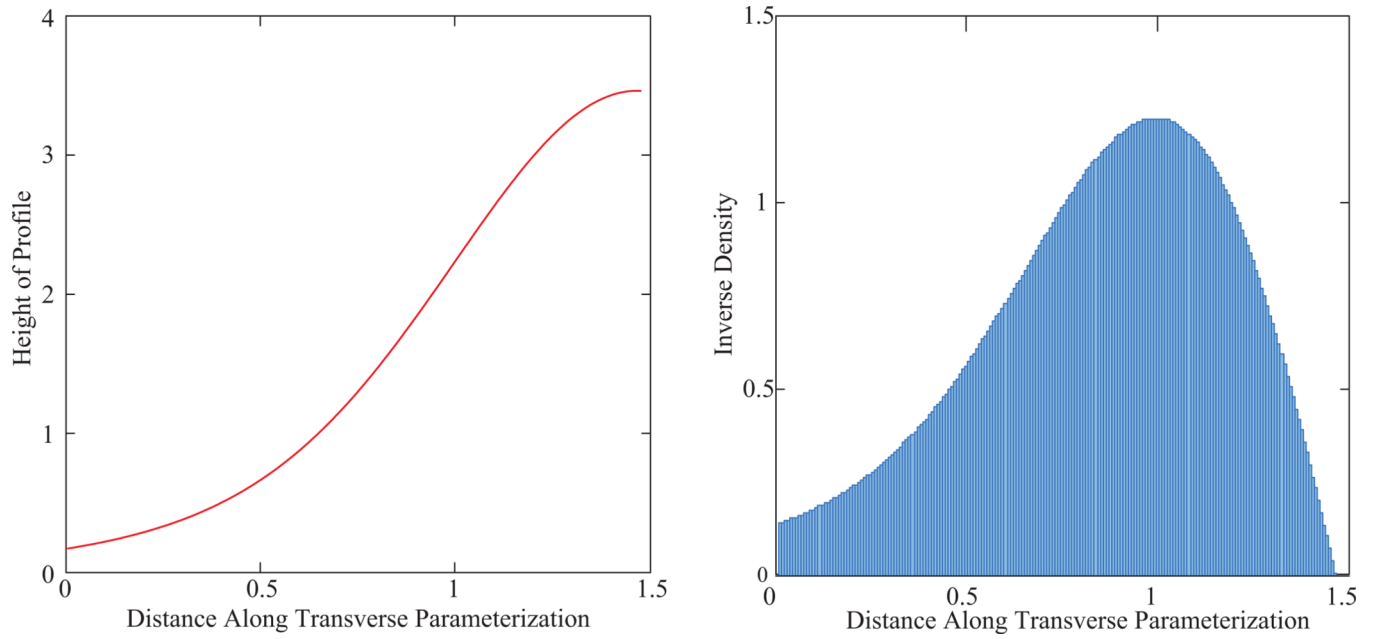 4
3
2
1
0
0 0.5 1 1.5
Height of Profile
Distance Along Transverse Parameterization
1.5
1
0.5
0
0 0.5 1 1.5
Inverse Density
Distance Along Transverse Parameterization